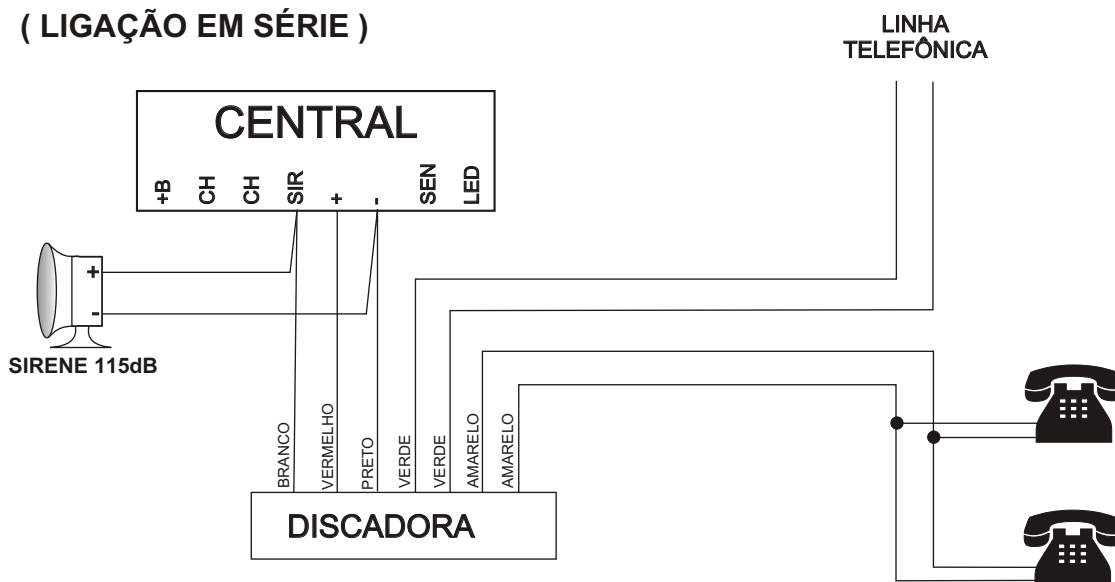 ( LIGAÇÃO EM SÉRIE )
LINHA
TELEFÔNICA
CENTRAL
+B
CH
CH
SIR
+
-
SEN
LED
+
-
SIRENE 115dB
BRANCO
VERMELHO
PRETO
VERDE
VERDE
AMARELO
AMARELO
DISCADORA